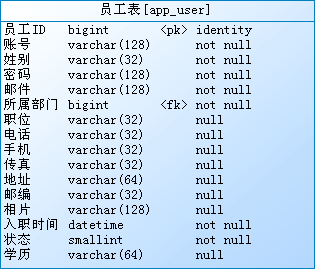 员工表[app_user]
员工ID bigint <pk> identity
账号 varchar(128) not null
姓别 varchar(32) not null
密码 varchar(128) not null
邮件 varchar(128) not null
所属部门 bigint <fk> not null
职位 varchar(32) null
电话 varchar(32) null
手机 varchar(32) null
传真 varchar(32) null
地址 varchar(64) null
邮编 varchar(32) null
相片 varchar(128) null
入职时间 datetime not null
状态 smallint not null
学历 varchar(64) null